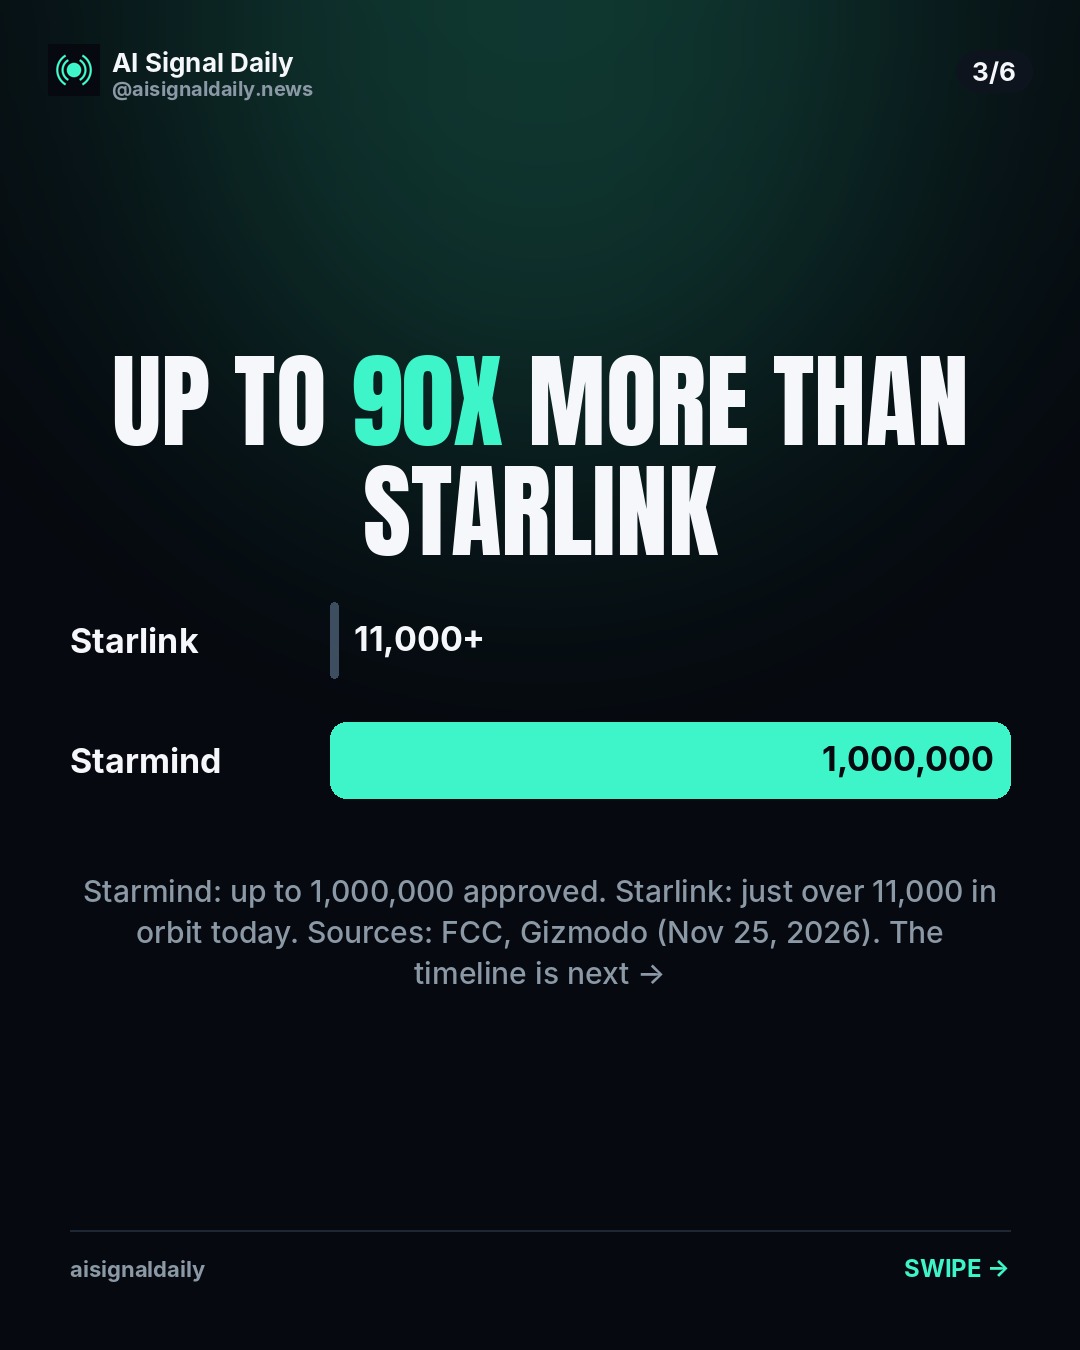 AI Signal Daily
@aisignaldaily.news
3/6
UP TO 90X MORE THAN
STARLINK
Starlink
11,000+
Starmind
1,000,000
Starmind: up to 1,000,000 approved. Starlink: just over 11,000 in
orbit today. Sources: FCC, Gizmodo (Nov 25, 2026). The
timeline is next →
aisignaldaily
SWIPE →